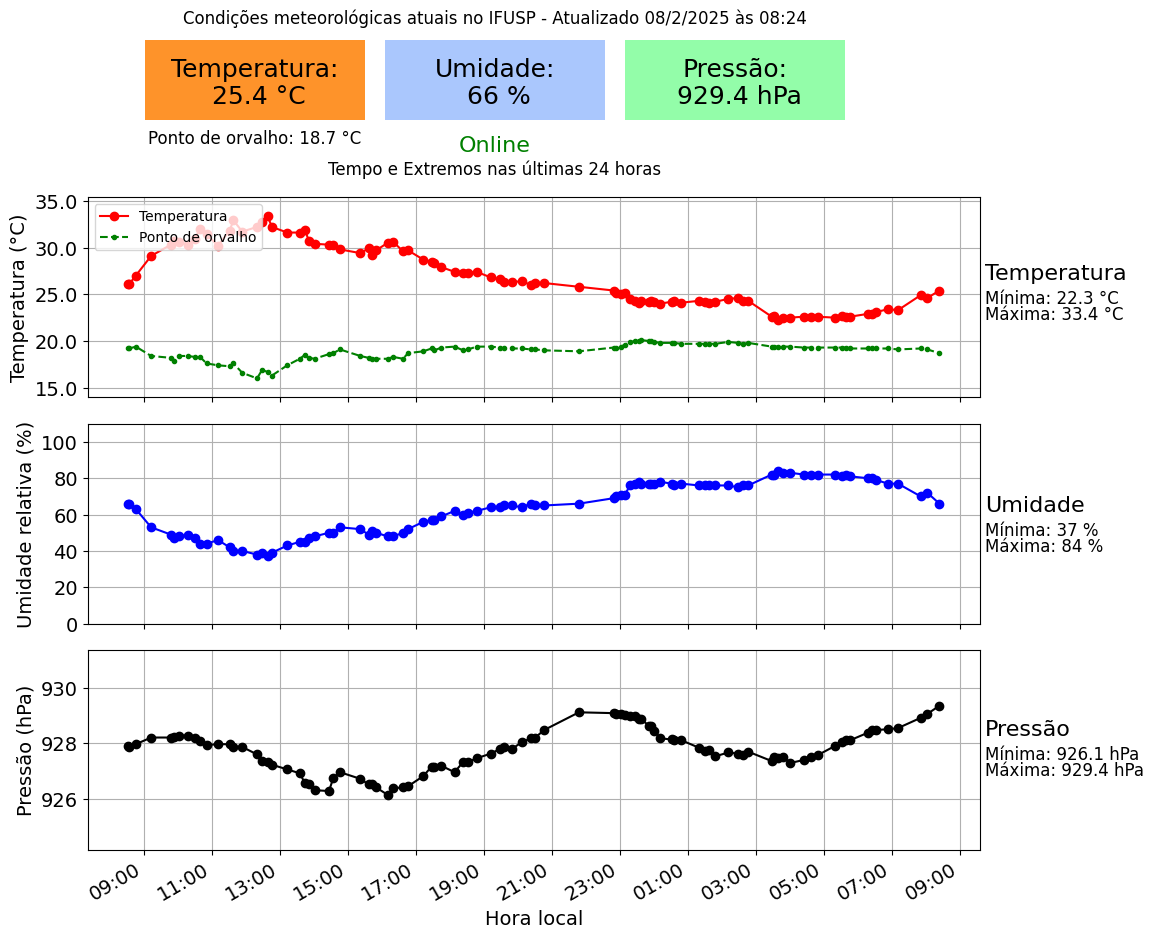 Condições meteorológicas atuais no IFUSP - Atualizado 08/2/2025 às 08:24
Temperatura:
25.4 °C
Umidade:
66 %
Pressão:
929.4 hPa
Ponto de orvalho: 18.7 °C
Online
Tempo e Extremos nas últimas 24 horas
Temperatura (°C)
35.0
30.0
25.0
20.0
15.0
Temperatura
Ponto de orvalho
Temperatura
Mínima: 22.3 °C
Máxima: 33.4 °C
Umidade relativa (%)
100
80
60
40
20
0
Umidade
Mínima: 37 %
Máxima: 84 %
Pressão (hPa)
930
928
926
Pressão
Mínima: 926.1 hPa
Máxima: 929.4 hPa
09:00 11:00 13:00 15:00 17:00 19:00 21:00 23:00 01:00 03:00 05:00 07:00 09:00
Hora local